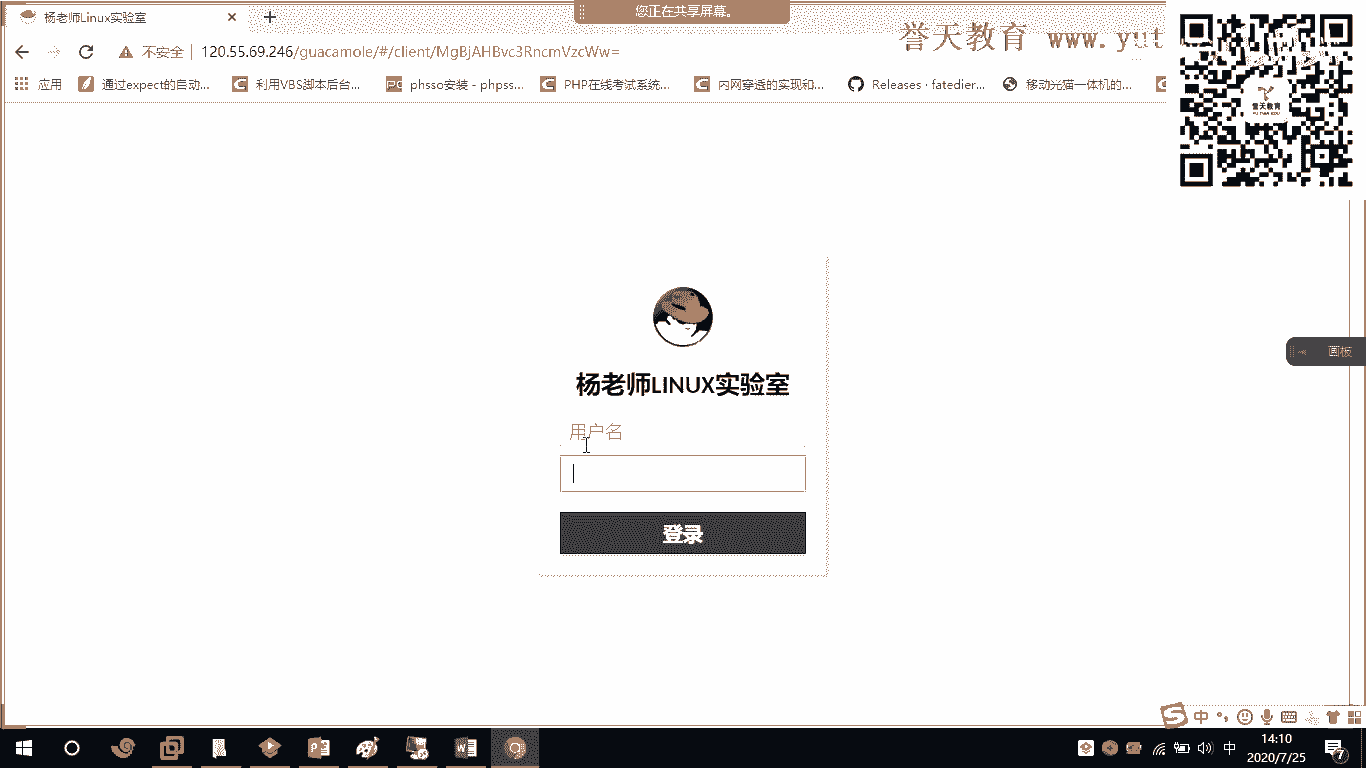 杨老师Linux实验室
您正在共享屏幕。
不安全
120.55.69.246/guacamole/#/client/MgBjAHBvc3RncmVzcWw=
誉天教育 www.yut
应用
通过expect的自动...
利用VBS脚本后台...
phsso安装 - phpss...
PHP在线考试系统...
内网穿透的实现和...
Releases · fatedier...
移动光猫一体机的...
誉天教育
画板
杨老师LINUX实验室
用户名
登录
中
中
14:10
2020/7/25
7